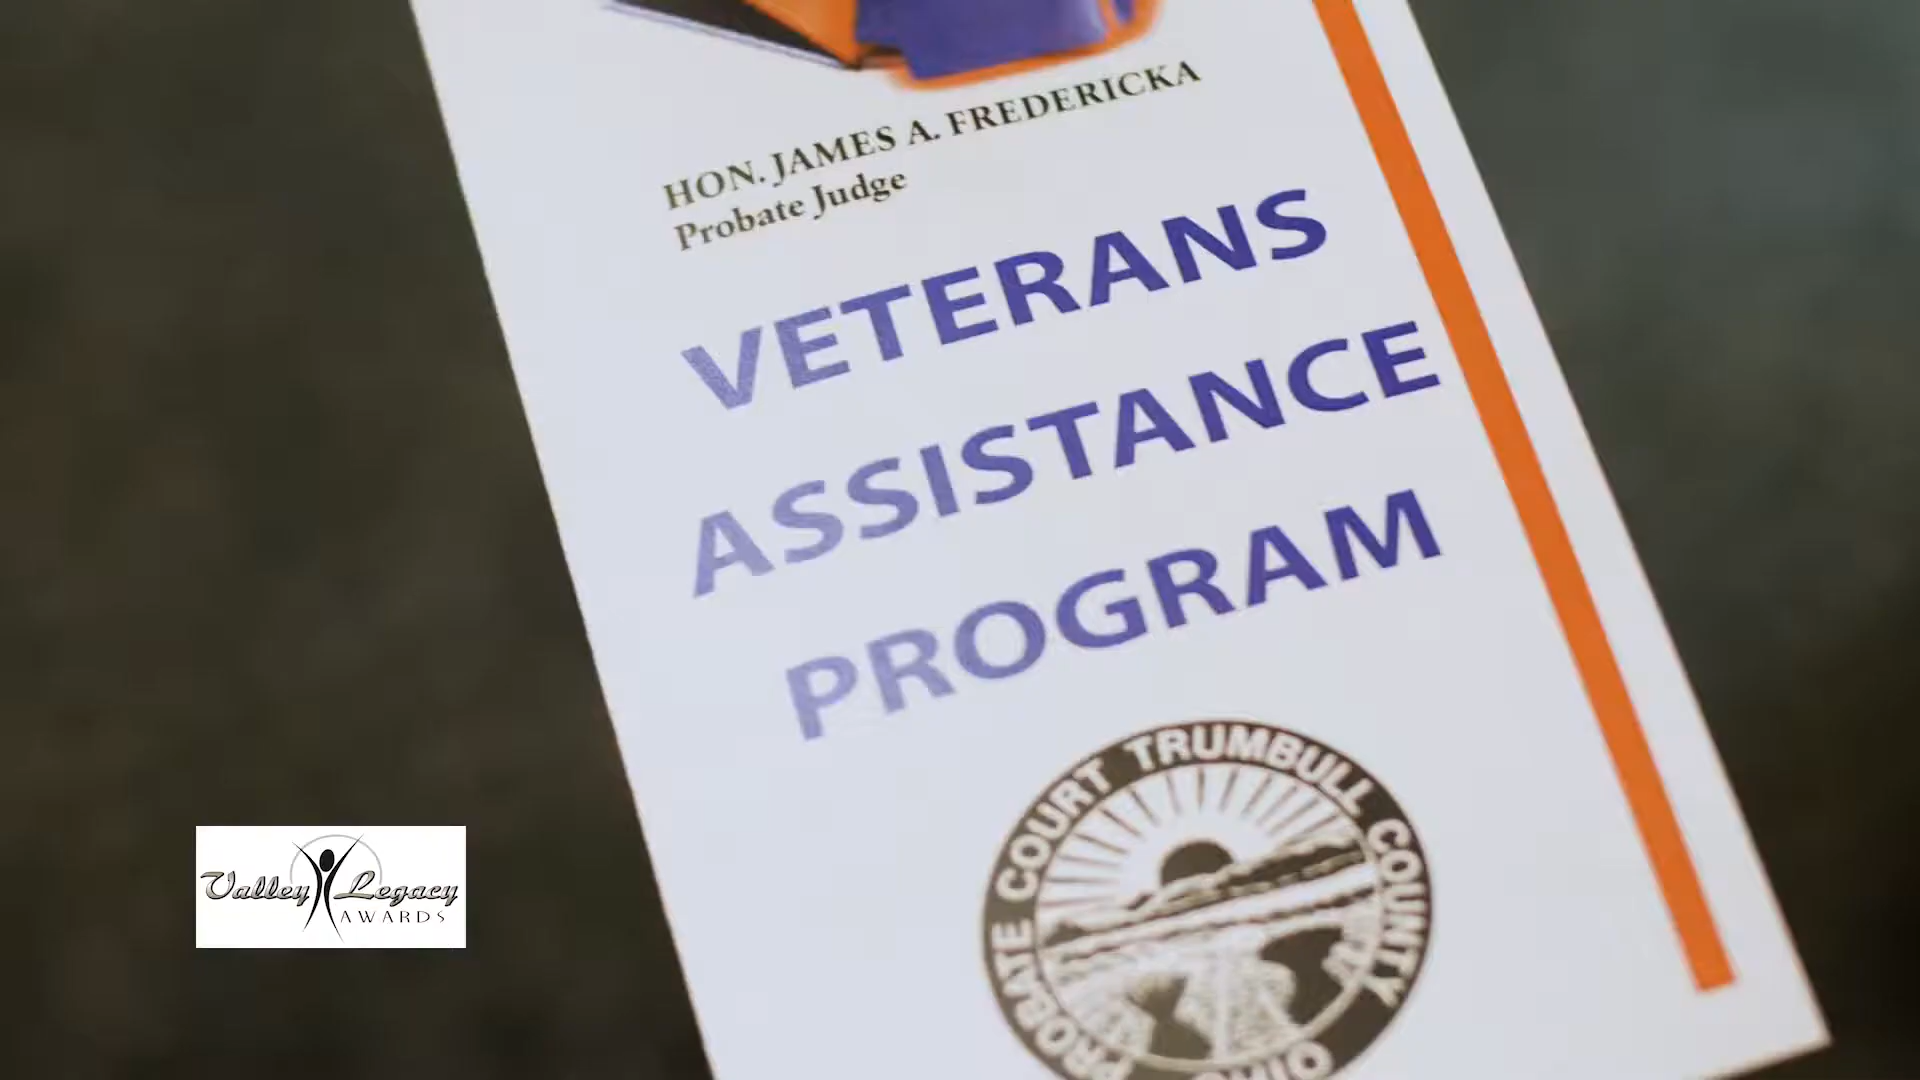 HON. JAMES A. FREDERICKA
Probate Judge
VETERANS
ASSISTANCE
PROGRAM
PROBATE COURT TRUMBULL COUNTY
OHIO
Valley Legacy
AWARDS